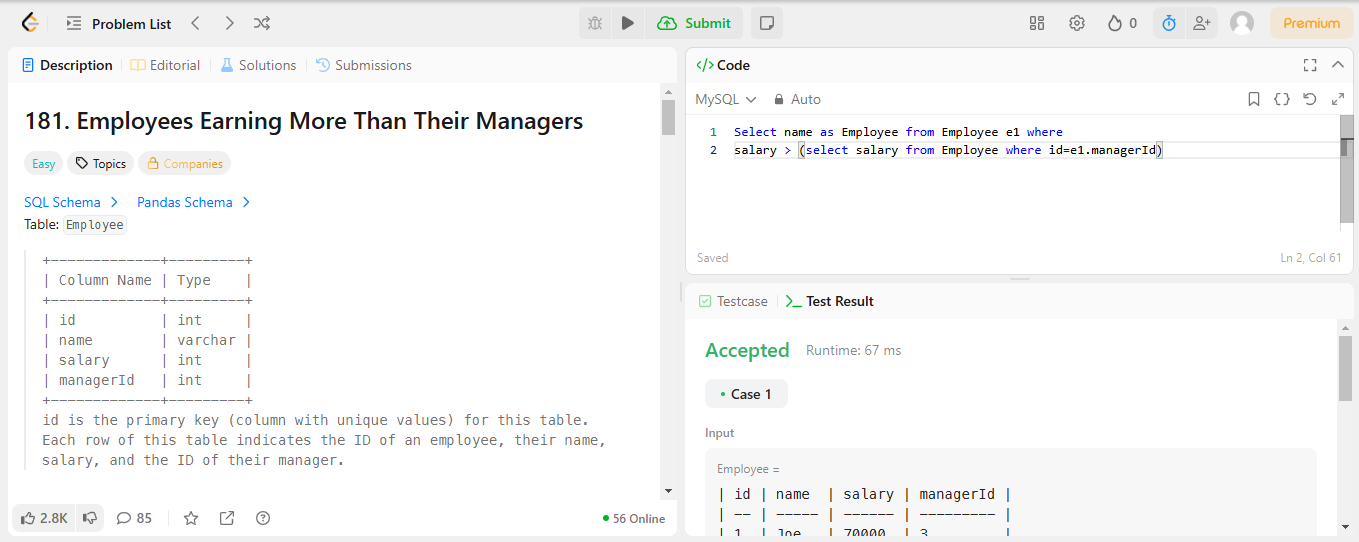 Problem List
Submit
0
Premium
Description
Editorial
Solutions
Submissions
181. Employees Earning More Than Their Managers
Easy
Topics
Companies
SQL Schema
Pandas Schema
Table: Employee
+-------------+---------+
| Column Name | Type    |
+-------------+---------+
| id          | int     |
| name        | varchar |
| salary      | int     |
| managerId   | int     |
+-------------+---------+
id is the primary key (column with unique values) for this table.
Each row of this table indicates the ID of an employee, their name,
salary, and the ID of their manager.
2.8K
85
56 Online
</> Code
MySQL
Auto
1 Select name as Employee from Employee e1 where
2 salary > (select salary from Employee where id=e1.managerId)
Saved
Ln 2, Col 61
Testcase
Test Result
Accepted
Runtime: 67 ms
Case 1
Input
Employee =
| id | name  | salary | managerId |
| -- | ----- | ------ | --------- |
| 1  | Joe   | 70000  | 3         |